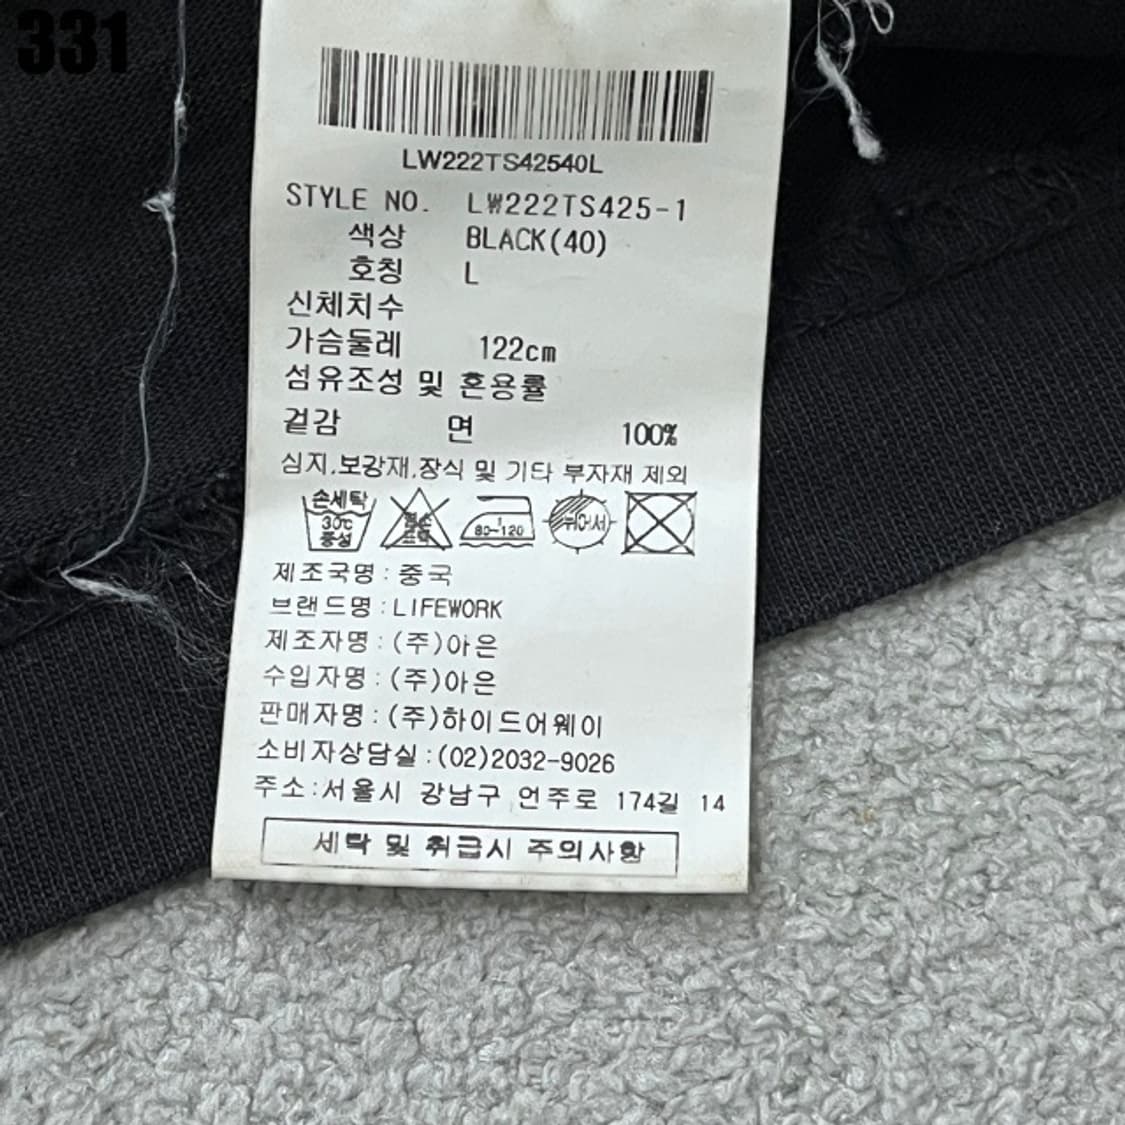 331
LW222TS42540L
STYLE NO. LW222TS425-1
색상 BLACK(40)
호칭 L
신체치수
가슴둘레 122cm
섬유조성 및 혼용률
겉감 면 100%
심지,보강재,장식 및 기타 부자재 제외
손세탁
30℃
중성
80~120
뉘어서
제조국명:중국
브랜드명:LIFEWORK
제조자명:(주)아은
수입자명:(주)아은
판매자명:(주)하이드어웨이
소비자상담실:(02)2032-9026
주소:서울시 강남구 언주로 174길 14
세탁 및 취급시 주의사항